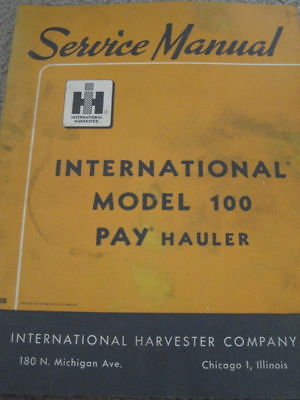 Service Manual
IH
INTERNATIONAL
HARVESTER
INTERNATIONAL®
MODEL 100
PAY® HAULER
INTERNATIONAL HARVESTER COMPANY
180 N. Michigan Ave. Chicago 1, Illinois